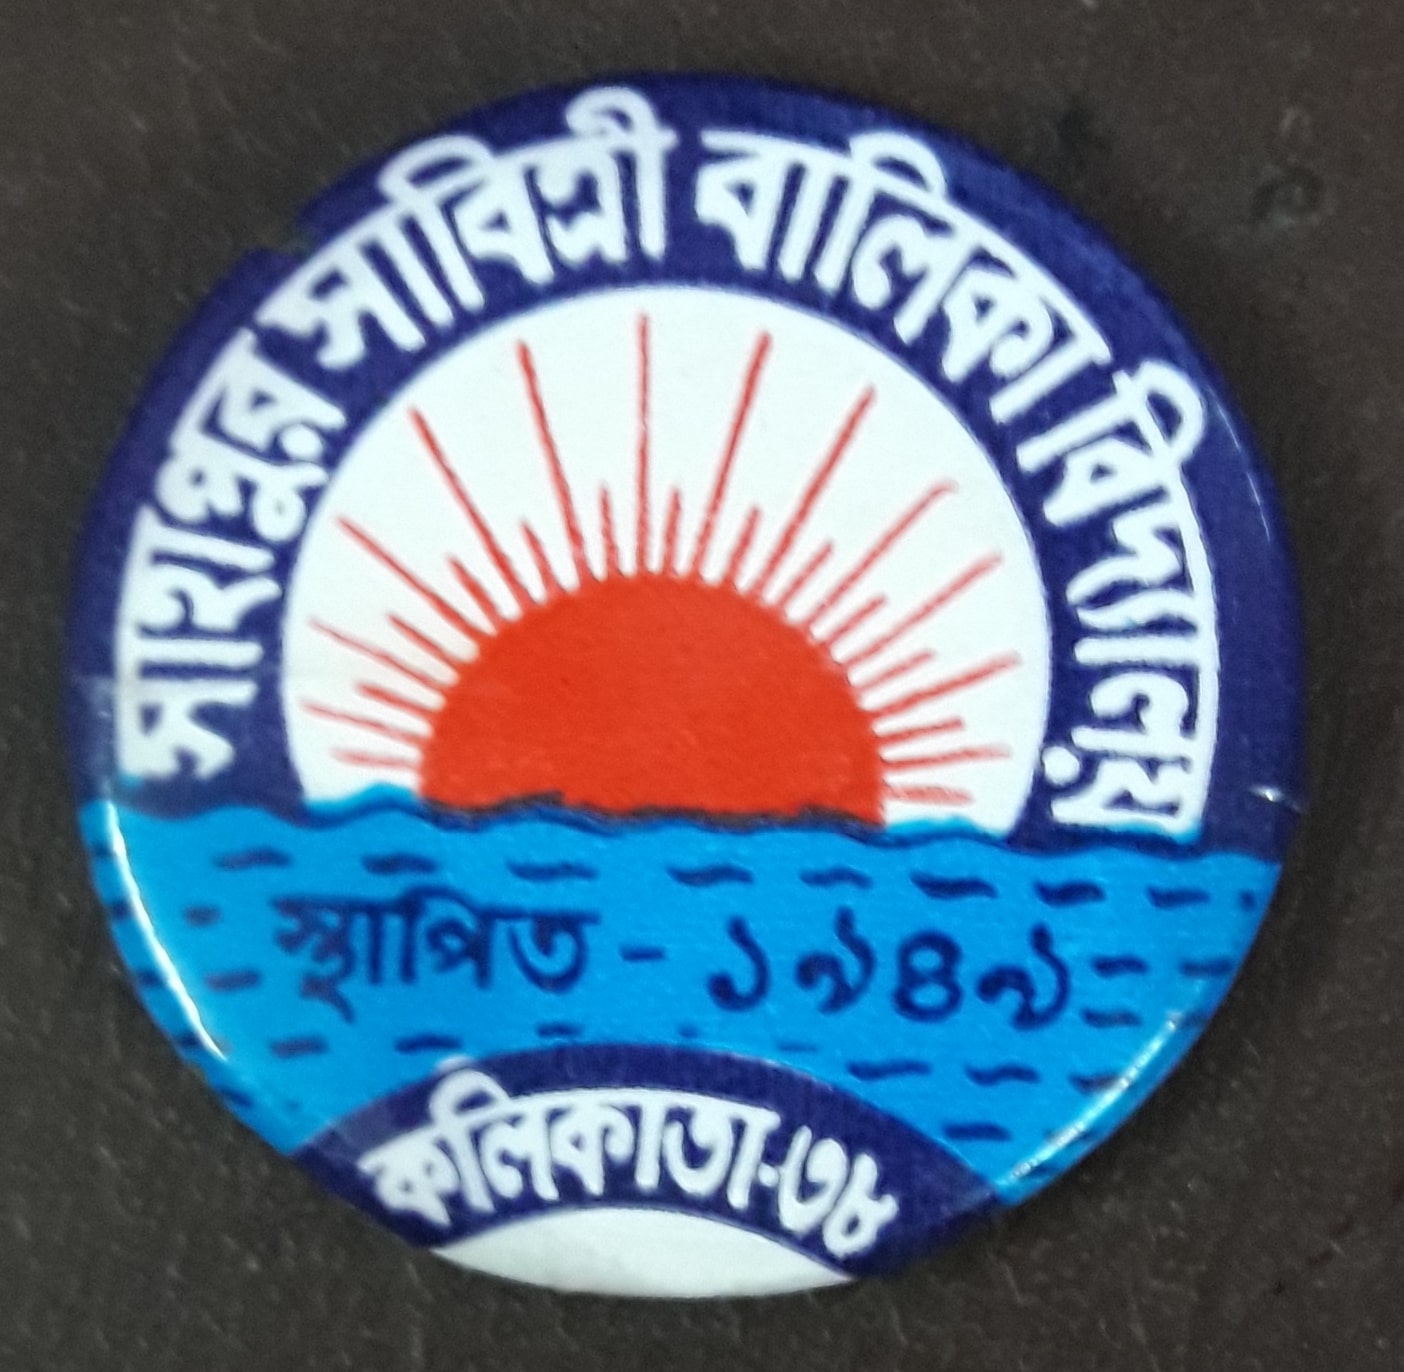 সাহাপুর সাবিত্রী বালিকা বিদ্যালয়
স্থাপিত - ১৯৪৯
কলিকাতা-৩৮